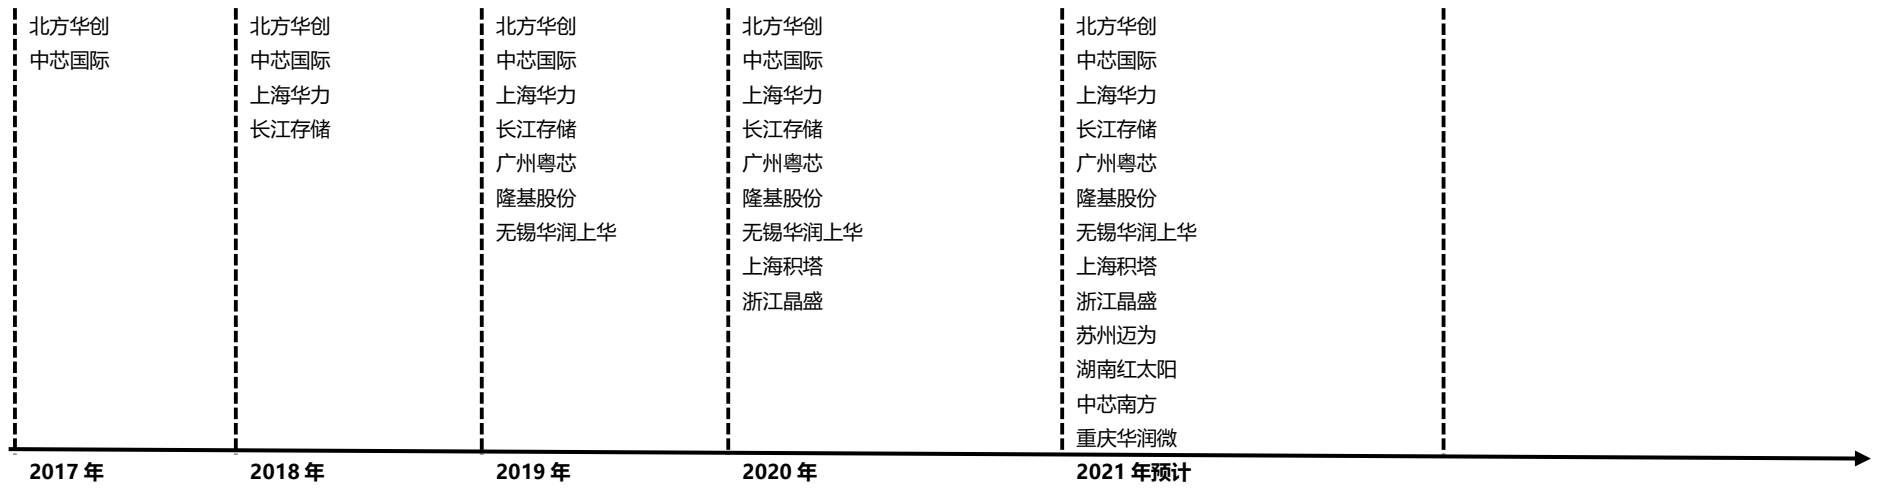 北方华创
中芯国际
北方华创
中芯国际
上海华力
长江存储
北方华创
中芯国际
上海华力
长江存储
广州粤芯
隆基股份
无锡华润上华
北方华创
中芯国际
上海华力
长江存储
广州粤芯
隆基股份
无锡华润上华
上海积塔
浙江晶盛
北方华创
中芯国际
上海华力
长江存储
广州粤芯
隆基股份
无锡华润上华
上海积塔
浙江晶盛
苏州迈为
湖南红太阳
中芯南方
重庆华润微
2017 年
2018 年
2019 年
2020 年
2021 年预计